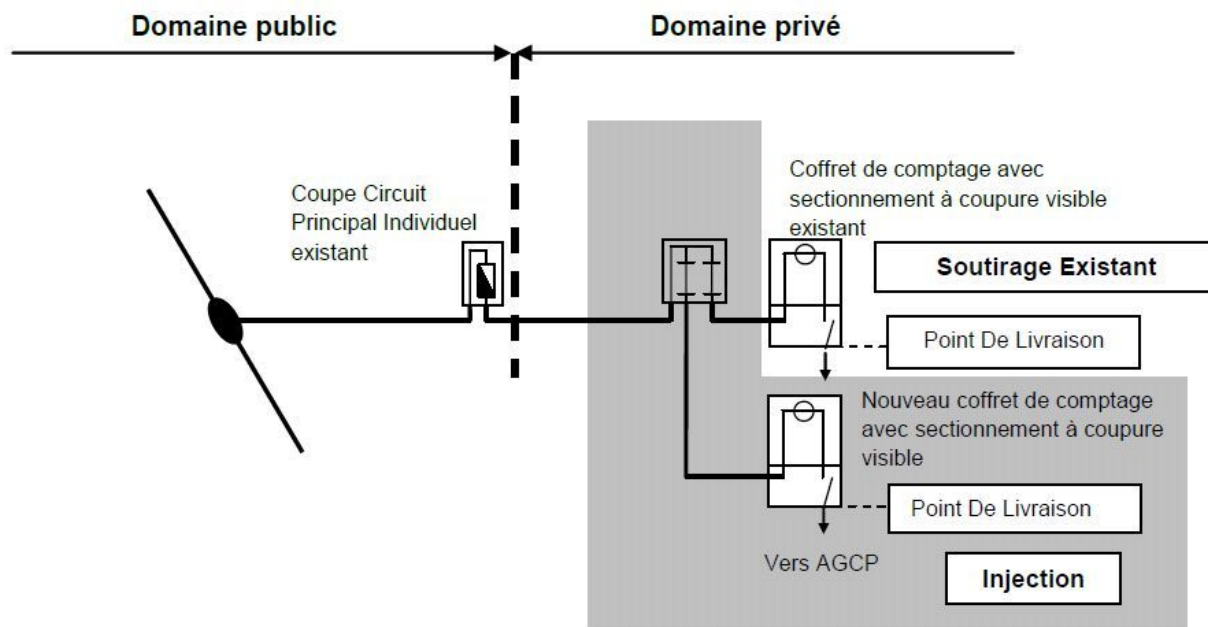 Domaine public
Domaine privé
Coupe Circuit
Principal Individuel
existant
Coffret de comptage avec
sectionnement à coupure visible
existant
Soutirage Existant
Point De Livraison
Nouveau coffret de comptage
avec sectionnement à coupure
visible
Point De Livraison
Vers AGCP
Injection